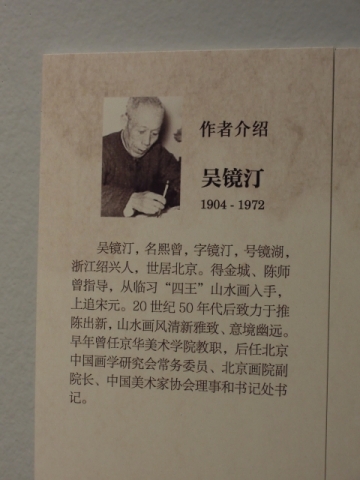 作者介绍
吴镜汀
1904 - 1972
吴镜汀，名熙曾，字镜汀，号镜湖，
浙江绍兴人，世居北京。得金城、陈师
曾指导，从临习“四王”山水画入手，
上追宋元。20 世纪 50 年代后致力于推
陈出新，山水画风清新雅致、意境幽远。
早年曾任京华美术学院教职，后任北京
中国画学研究会常务委员、北京画院副
院长、中国美术家协会理事和书记处书
记。